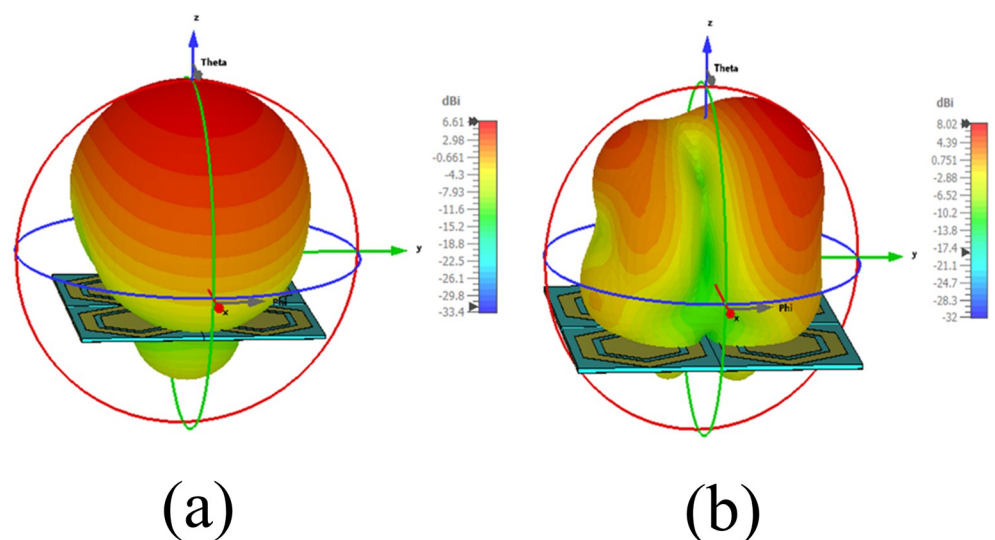 z
Theta
dBi
6.61
2.98
-0.661
-4.3
-7.93
-11.6
-15.2
-18.8
-22.5
-26.1
-29.8
-33.4
y
Phi
x
z
Theta
dBi
8.02
4.39
0.751
-2.88
-6.52
-10.2
-13.8
-17.4
-21.1
-24.7
-28.3
-32
y
Phi
x
(a)
(b)